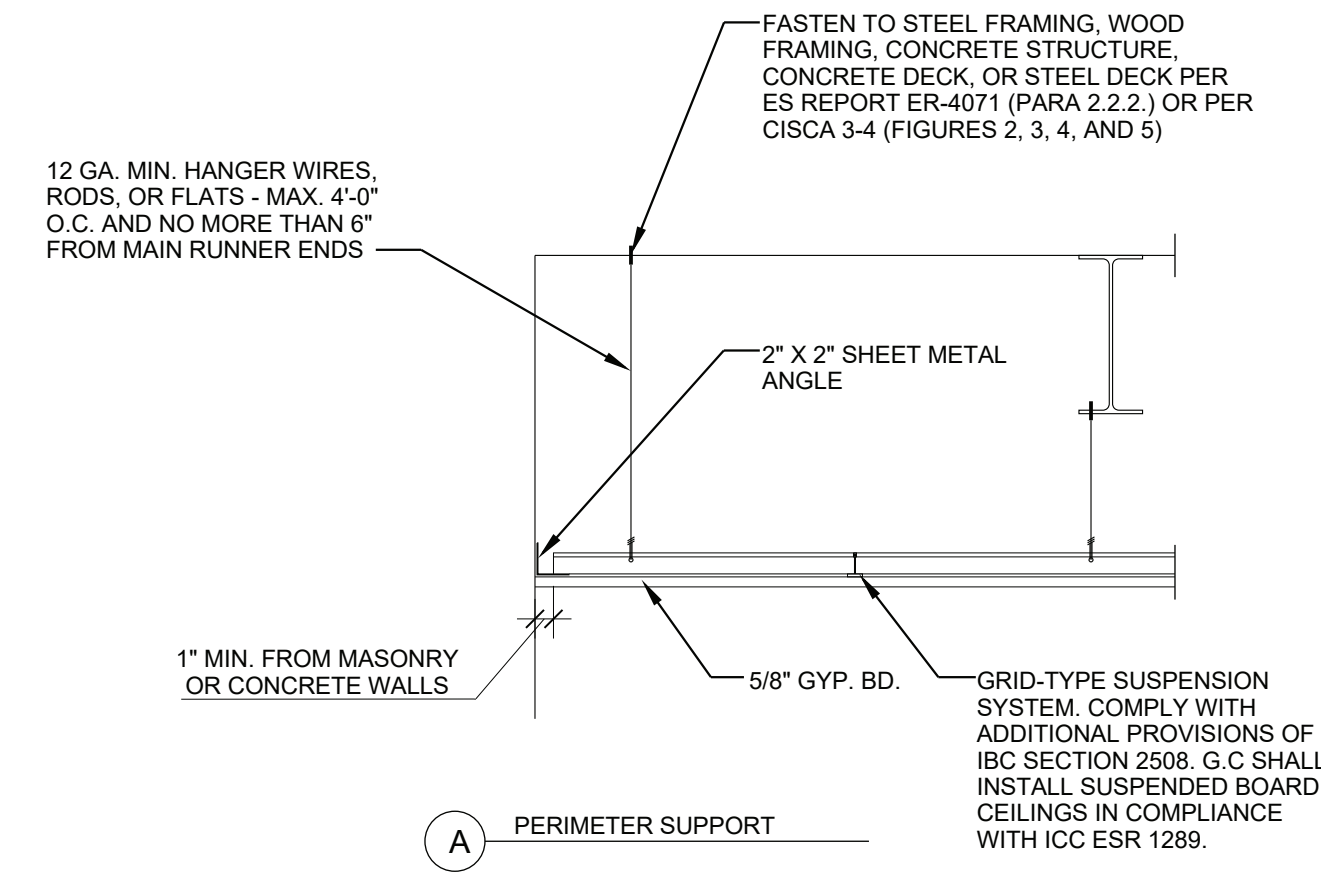 FASTEN TO STEEL FRAMING, WOOD
FRAMING, CONCRETE STRUCTURE,
CONCRETE DECK, OR STEEL DECK PER
ES REPORT ER-4071 (PARA 2.2.2.) OR PER
CISCA 3-4 (FIGURES 2, 3, 4, AND 5)
12 GA. MIN. HANGER WIRES,
RODS, OR FLATS - MAX. 4'-0"
O.C. AND NO MORE THAN 6"
FROM MAIN RUNNER ENDS
2" X 2" SHEET METAL
ANGLE
1" MIN. FROM MASONRY
OR CONCRETE WALLS
5/8" GYP. BD.
GRID-TYPE SUSPENSION
SYSTEM. COMPLY WITH
ADDITIONAL PROVISIONS OF
IBC SECTION 2508. G.C SHALL
INSTALL SUSPENDED BOARD
CEILINGS IN COMPLIANCE
WITH ICC ESR 1289.
A PERIMETER SUPPORT